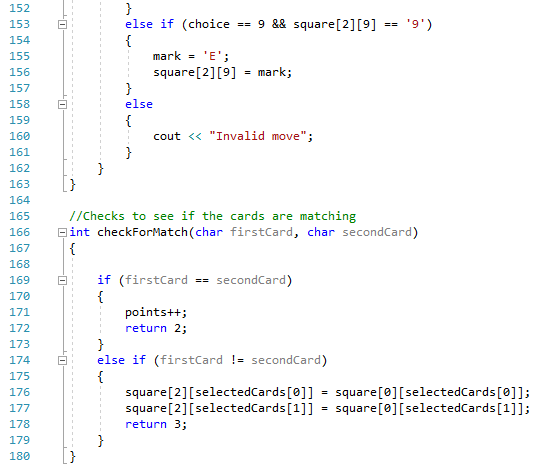 152 }
153 else if (choice == 9 && square[2][9] == '9')
154 {
155 mark = 'E';
156 square[2][9] = mark;
157 }
158 else
159 {
160 cout << "Invalid move";
161 }
162 }
163 }
164
165 //Checks to see if the cards are matching
166 int checkForMatch(char firstCard, char secondCard)
167 {
168
169 if (firstCard == secondCard)
170 {
171 points++;
172 return 2;
173 }
174 else if (firstCard != secondCard)
175 {
176 square[2][selectedCards[0]] = square[0][selectedCards[0]];
177 square[2][selectedCards[1]] = square[0][selectedCards[1]];
178 return 3;
179 }
180 }